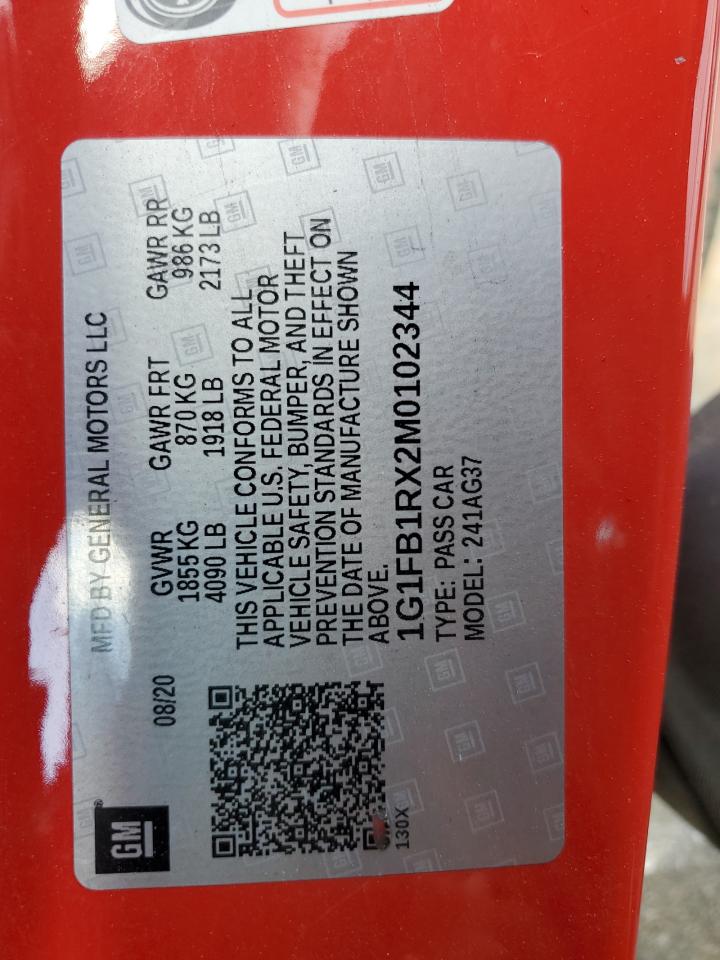 GM
MFD BY GENERAL MOTORS LLC
08/20 GVWR GAWR FRT GAWR RR
1855 KG 870 KG 986 KG
4090 LB 1918 LB 2173 LB
THIS VEHICLE CONFORMS TO ALL
APPLICABLE U.S. FEDERAL MOTOR
VEHICLE SAFETY, BUMPER, AND THEFT
PREVENTION STANDARDS IN EFFECT ON
THE DATE OF MANUFACTURE SHOWN
ABOVE.
1G1FB1RX2M0102344
130X TYPE: PASS CAR
MODEL: 241AG37